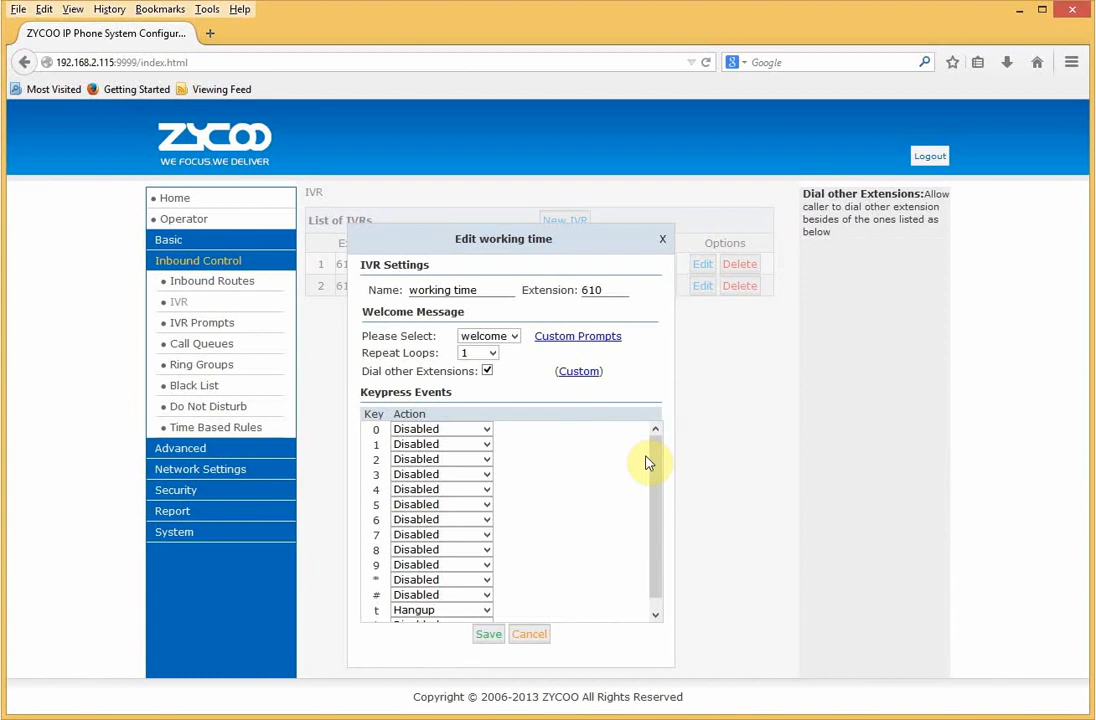 File Edit View History Bookmarks Tools Help
ZYCOO IP Phone System Configur...
192.168.2.115:9999/index.html
Google
Most Visited Getting Started Viewing Feed
ZYCOO
WE FOCUS.WE DELIVER
Logout
Home
Operator
Basic
Inbound Control
Inbound Routes
IVR
IVR Prompts
Call Queues
Ring Groups
Black List
Do Not Disturb
Time Based Rules
Advanced
Network Settings
Security
Report
System
IVR
List of IVRs New IVR
Options
1 61 Edit Delete
2 61 Edit Delete
Edit working time X
IVR Settings
Name: working time Extension: 610
Welcome Message
Please Select: welcome Custom Prompts
Repeat Loops: 1
Dial other Extensions: (Custom)
Keypress Events
Key Action
0 Disabled
1 Disabled
2 Disabled
3 Disabled
4 Disabled
5 Disabled
6 Disabled
7 Disabled
8 Disabled
9 Disabled
* Disabled
# Disabled
t Hangup
Save Cancel
Dial other Extensions:Allow
caller to dial other extension
besides of the ones listed as
below
Copyright © 2006-2013 ZYCOO All Rights Reserved